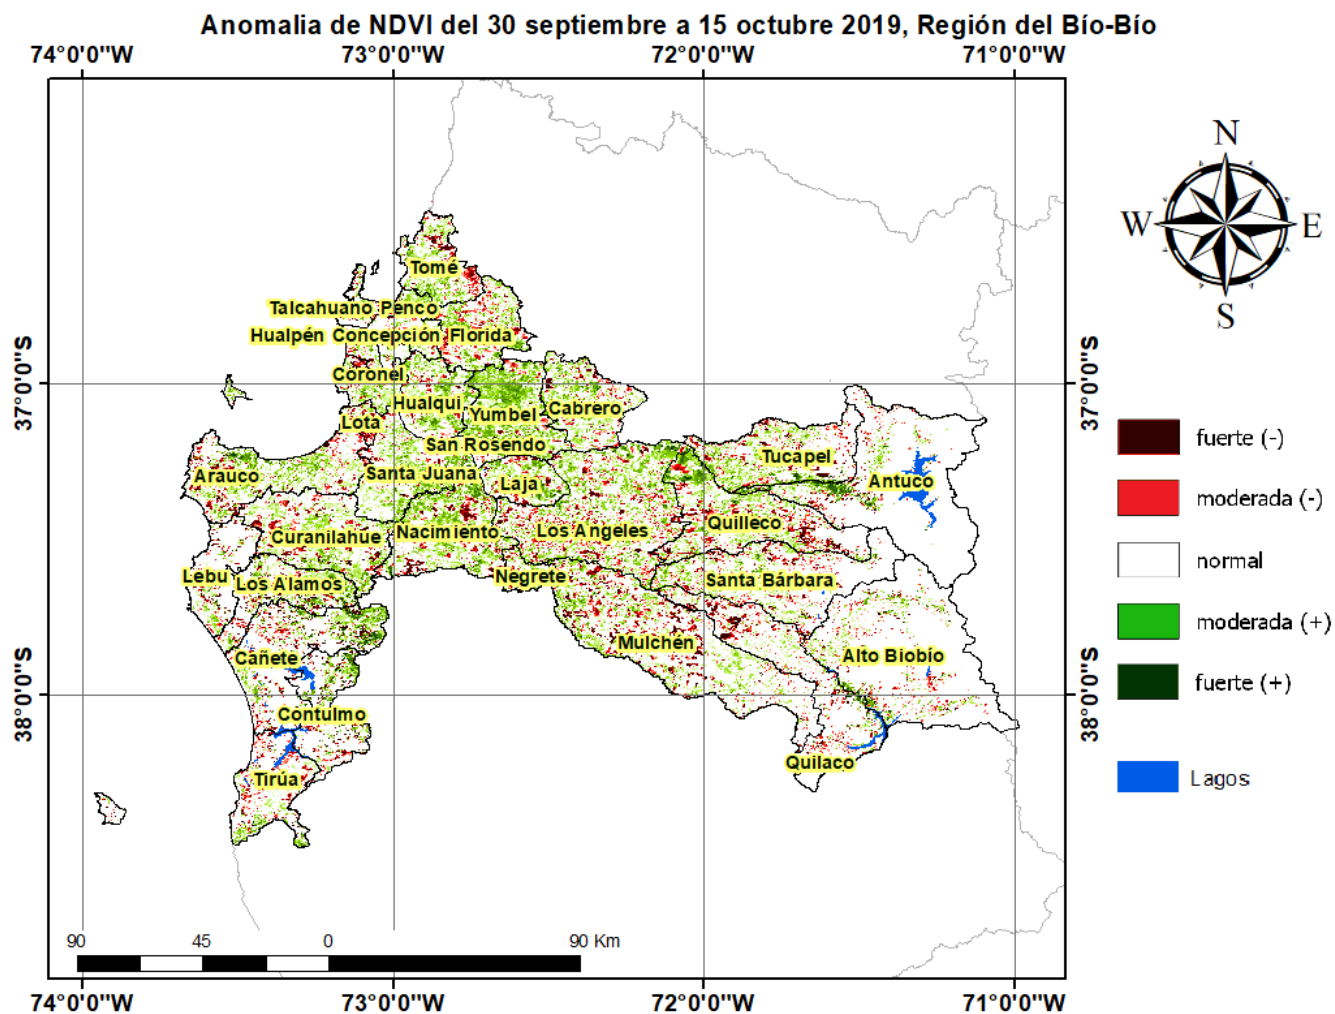 Anomalia de NDVI del 30 septiembre a 15 octubre 2019, Región del Bío-Bío
74°0'0"W 73°0'0"W 72°0'0"W 71°0'0"W
N
W E
S
Tomé
Talcahuano Penco
Hualpén Concepción Florida
37°0'0"S 37°0'0"S
Coronel
Hualqui Yumbel Cabrero
Lota
San Rosendo
Tucapel
Arauco Santa Juana Laja Antuco
Curanilahue Nacimiento Los Angeles Quilleco
Lebu Los Alamos Negrete Santa Bárbara
Mulchén
Cañete Alto Biobío
38°0'0"S 38°0'0"S
Contulmo
Tirúa Quilaco
fuerte (-)
moderada (-)
normal
moderada (+)
fuerte (+)
Lagos
90 45 0 90 Km
74°0'0"W 73°0'0"W 72°0'0"W 71°0'0"W